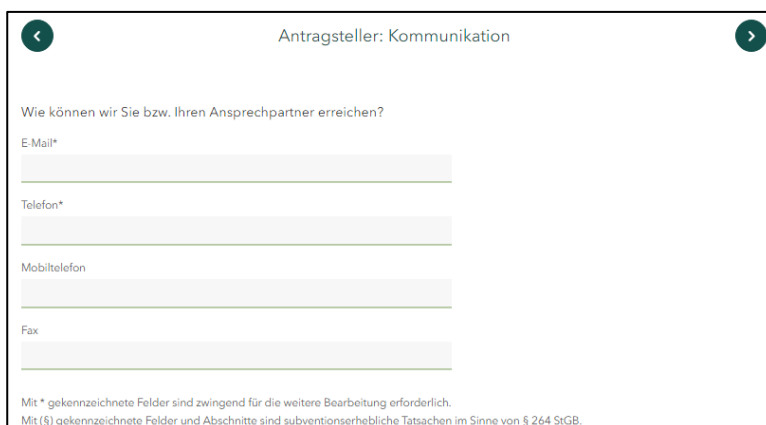 Antragsteller: Kommunikation
Wie können wir Sie bzw. Ihren Ansprechpartner erreichen?
E-Mail*
Telefon*
Mobiltelefon
Fax
Mit * gekennzeichnete Felder sind zwingend für die weitere Bearbeitung erforderlich.
Mit (§) gekennzeichnete Felder und Abschnitte sind subventionserhebliche Tatsachen im Sinne von § 264 StGB.